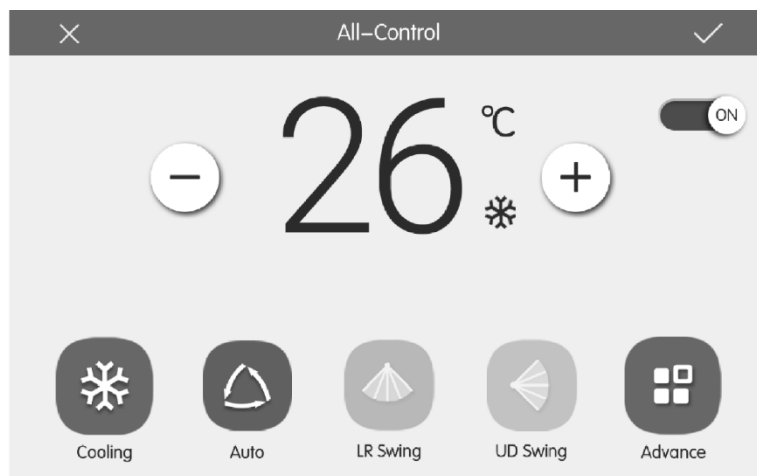 All-Control
26 °C
ON
Cooling
Auto
LR Swing
UD Swing
Advance